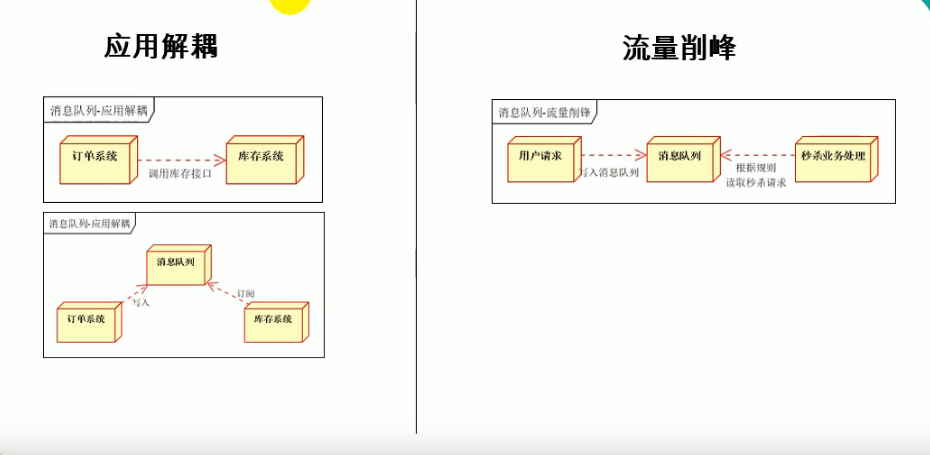 应用解耦
消息队列-应用解耦
订单系统
库存系统
调用库存接口
消息队列-应用解耦
消息队列
写入
订阅
订单系统
库存系统
流量削峰
消息队列-流量削锋
用户请求
消息队列
秒杀业务处理
写入消息队列
根据规则
读取秒杀请求